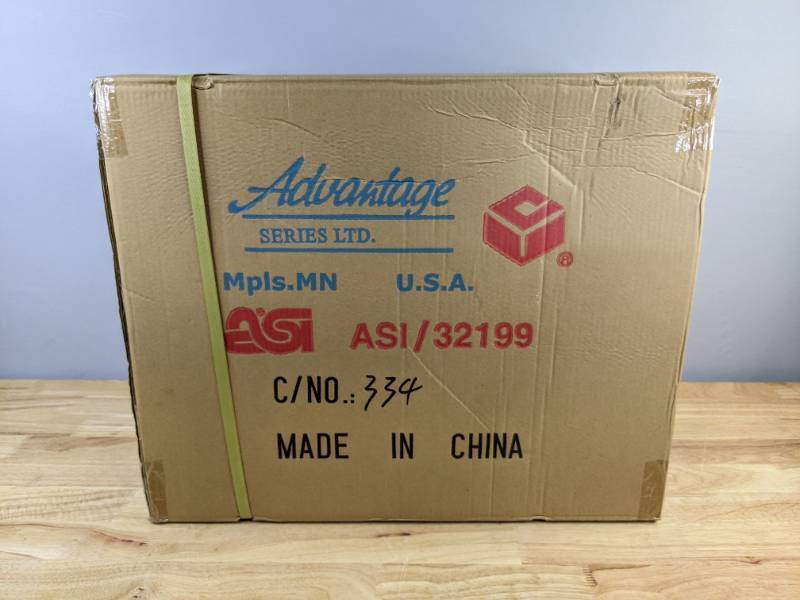 Advantage
SERIES LTD.
®
Mpls.MN U.S.A.
ASI ASI/32199
C/NO.: 334
MADE IN CHINA